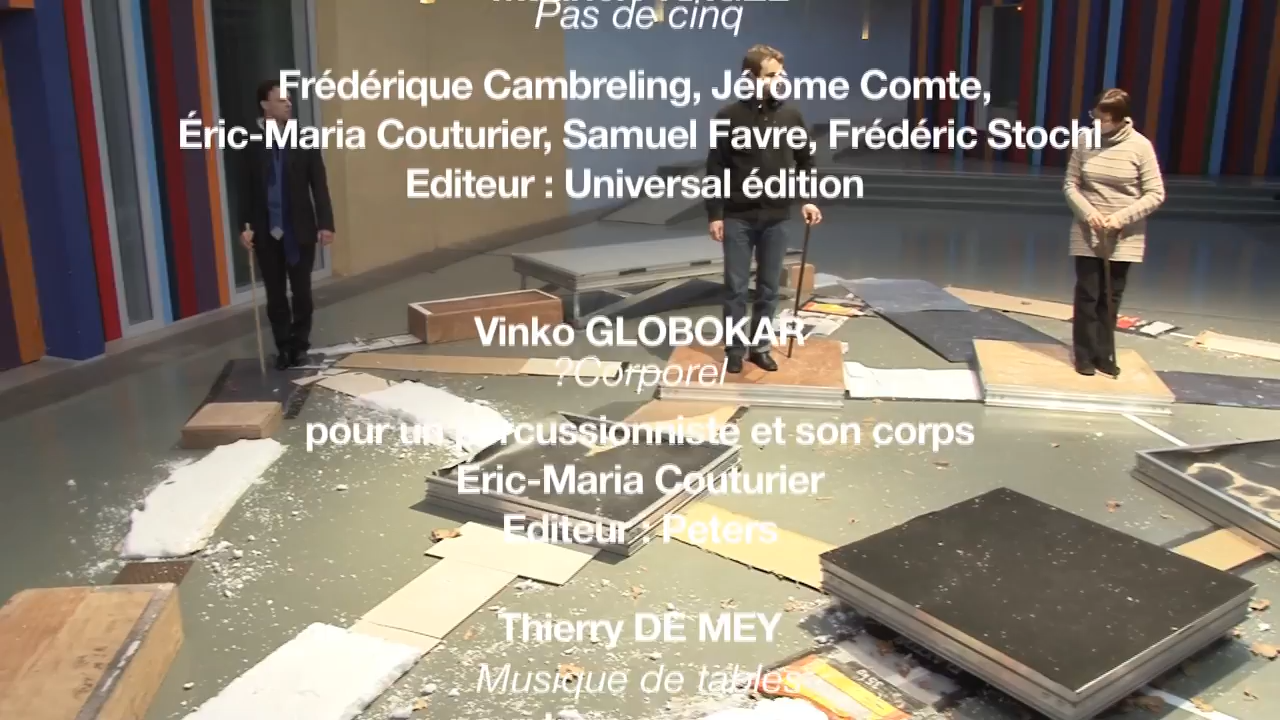 Pas de cinq
Frédérique Cambreling, Jérôme Comte,
Éric-Maria Couturier, Samuel Favre, Frédéric Stochl
Editeur : Universal édition
Vinko GLOBOKAR
?Corporel
pour un percussionniste et son corps
Eric-Maria Couturier
Editeur : Peters
Thierry DE MEY
Musique de tables